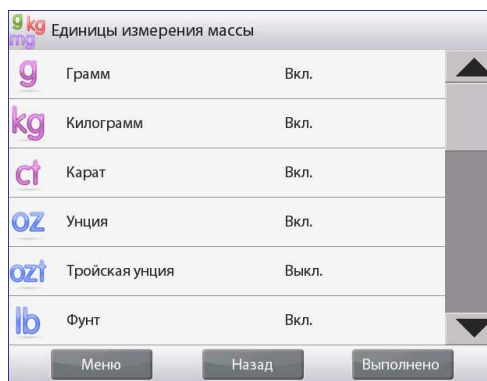 g kg mg Единицы измерения массы
g Грамм Вкл.
kg Килограмм Вкл.
ct Карат Вкл.
oz Унция Вкл.
ozt Тройская унция Выкл.
lb Фунт Вкл.
Меню Назад Выполнено